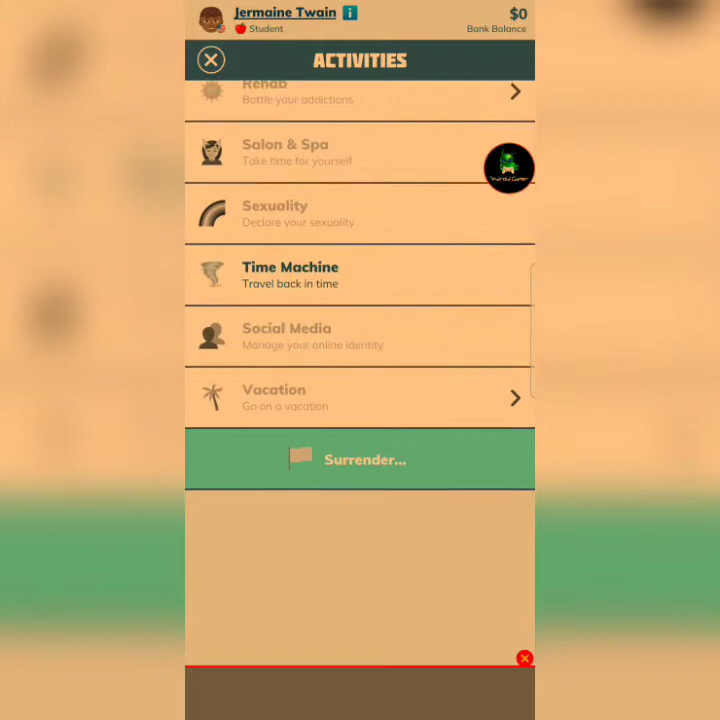 Jermaine Twain
Student
$0
Bank Balance
ACTIVITIES
Rehab
Battle your addictions
Salon & Spa
Take time for yourself
Sexuality
Declare your sexuality
Time Machine
Travel back in time
Social Media
Manage your online identity
Vacation
Go on a vacation
Surrender...